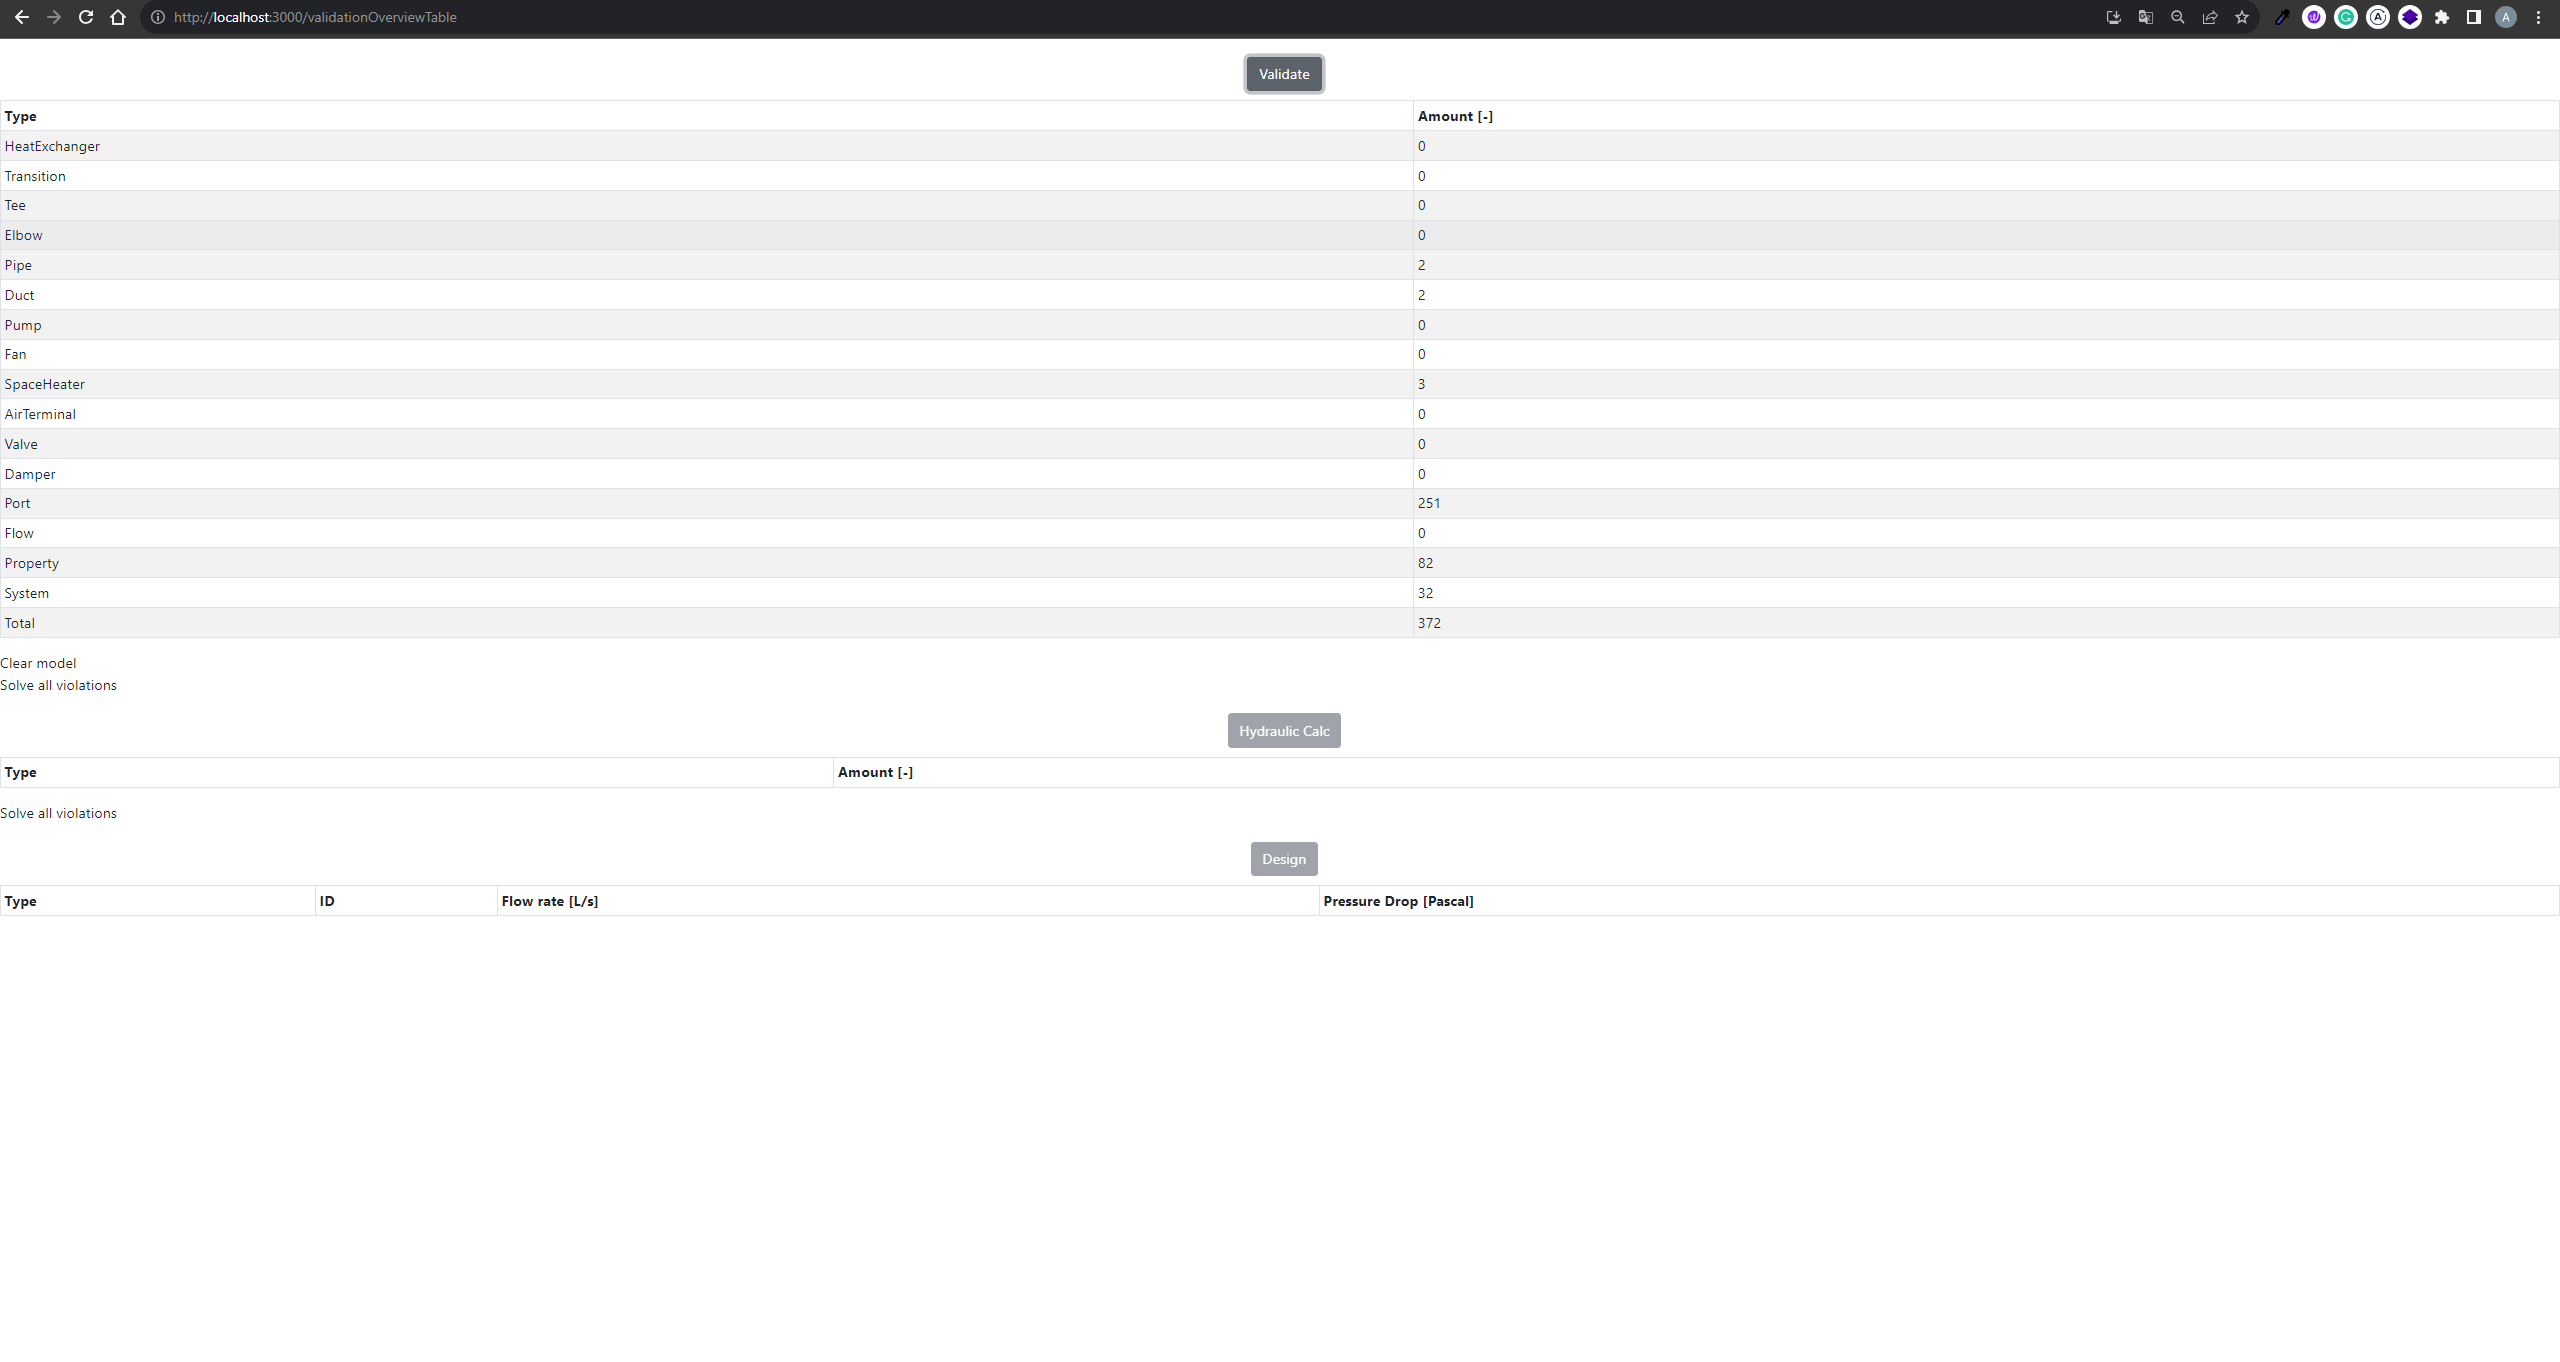 http://localhost:3000/validationOverviewTable
Validate
Type Amount [-]
HeatExchanger 0
Transition 0
Tee 0
Elbow 0
Pipe 2
Duct 2
Pump 0
Fan 0
SpaceHeater 3
AirTerminal 0
Valve 0
Damper 0
Port 251
Flow 0
Property 82
System 32
Total 372
Clear model
Solve all violations
Hydraulic Calc
Type Amount [-]
Solve all violations
Design
Type ID Flow rate [L/s] Pressure Drop [Pascal]